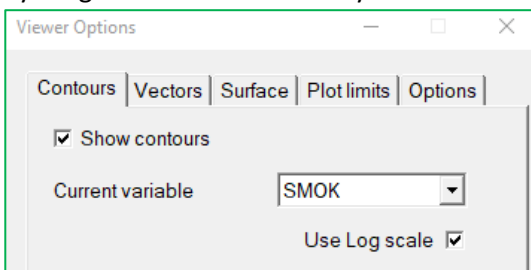 Viewer Options
Contours Vectors Surface Plot limits Options
Show contours
Current variable SMOK
Use Log scale